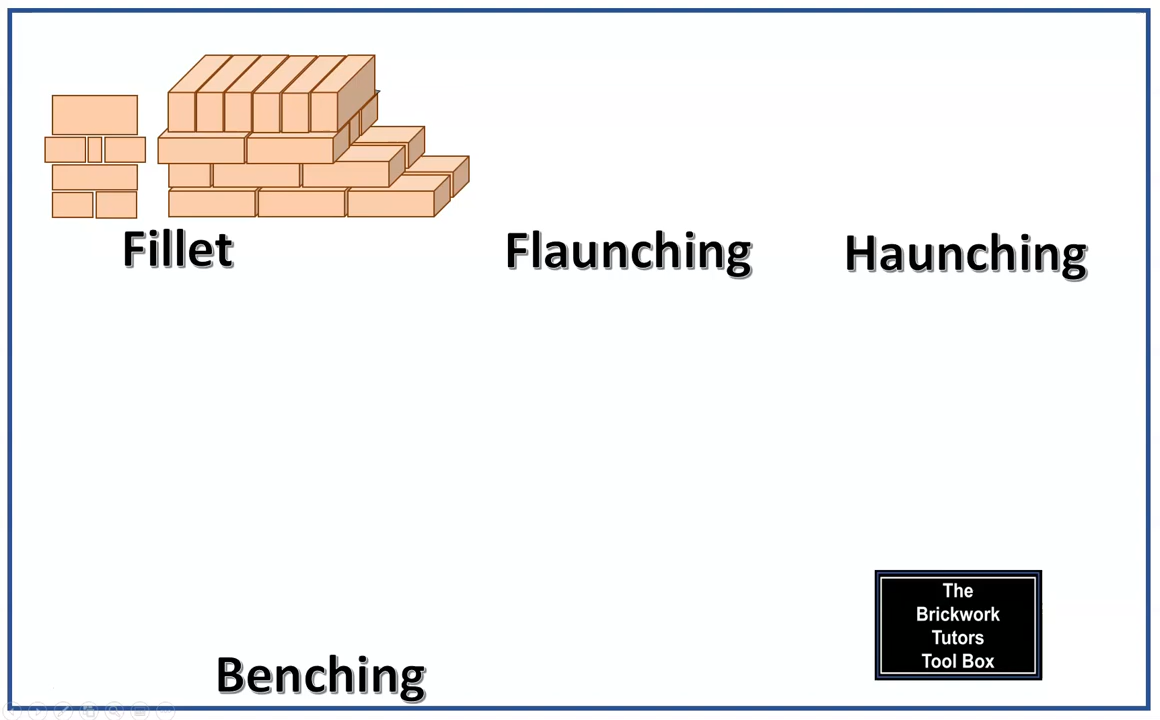 Fillet
Flaunching
Haunching
The
Brickwork
Tutors
Tool Box
Benching